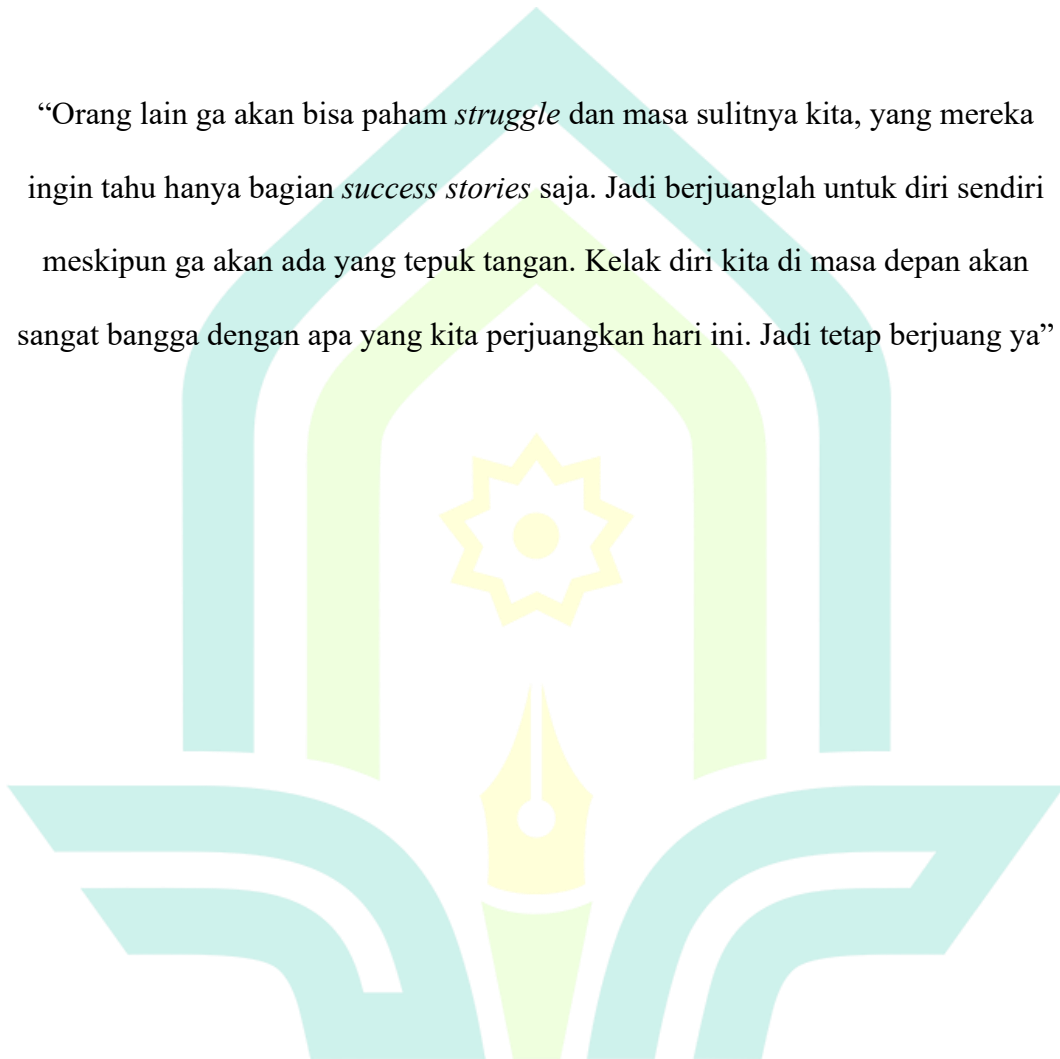 “Orang lain ga akan bisa paham struggle dan masa sulitnya kita, yang mereka
ingin tahu hanya bagian success stories saja. Jadi berjuanglah untuk diri sendiri
meskipun ga akan ada yang tepuk tangan. Kelak diri kita di masa depan akan
sangat bangga dengan apa yang kita perjuangkan hari ini. Jadi tetap berjuang ya”